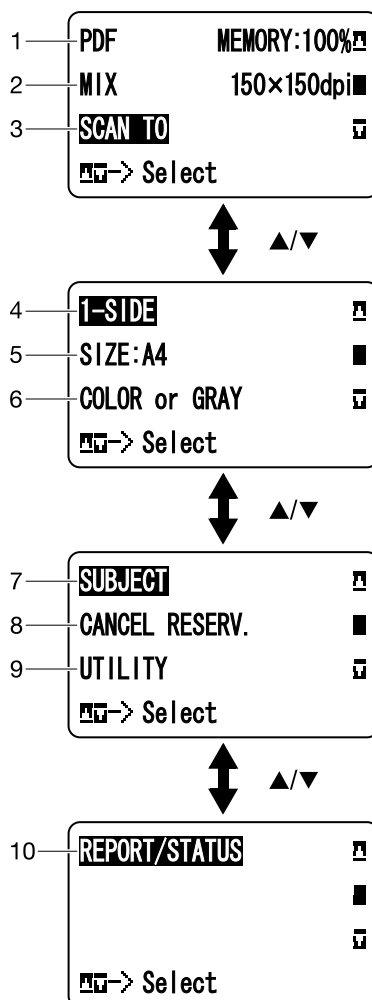 1 PDF MEMORY:100%
2 MIX 150×150dpi
3 SCAN TO
-> Select
▲/▼
4 1-SIDE
5 SIZE:A4
6 COLOR or GRAY
-> Select
▲/▼
7 SUBJECT
8 CANCEL RESERV.
9 UTILITY
-> Select
▲/▼
10 REPORT/STATUS
-> Select